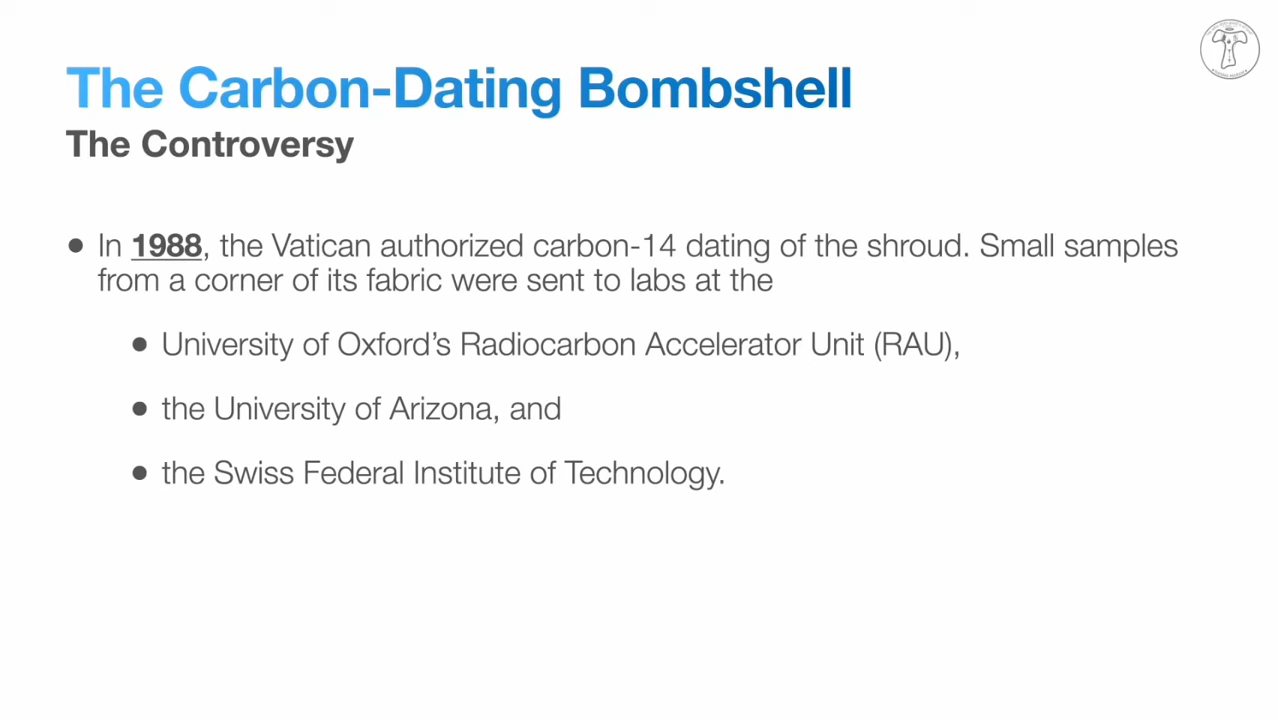 The Carbon-Dating Bombshell
The Controversy
• In 1988, the Vatican authorized carbon-14 dating of the shroud. Small samples
from a corner of its fabric were sent to labs at the
• University of Oxford’s Radiocarbon Accelerator Unit (RAU),
• the University of Arizona, and
• the Swiss Federal Institute of Technology.